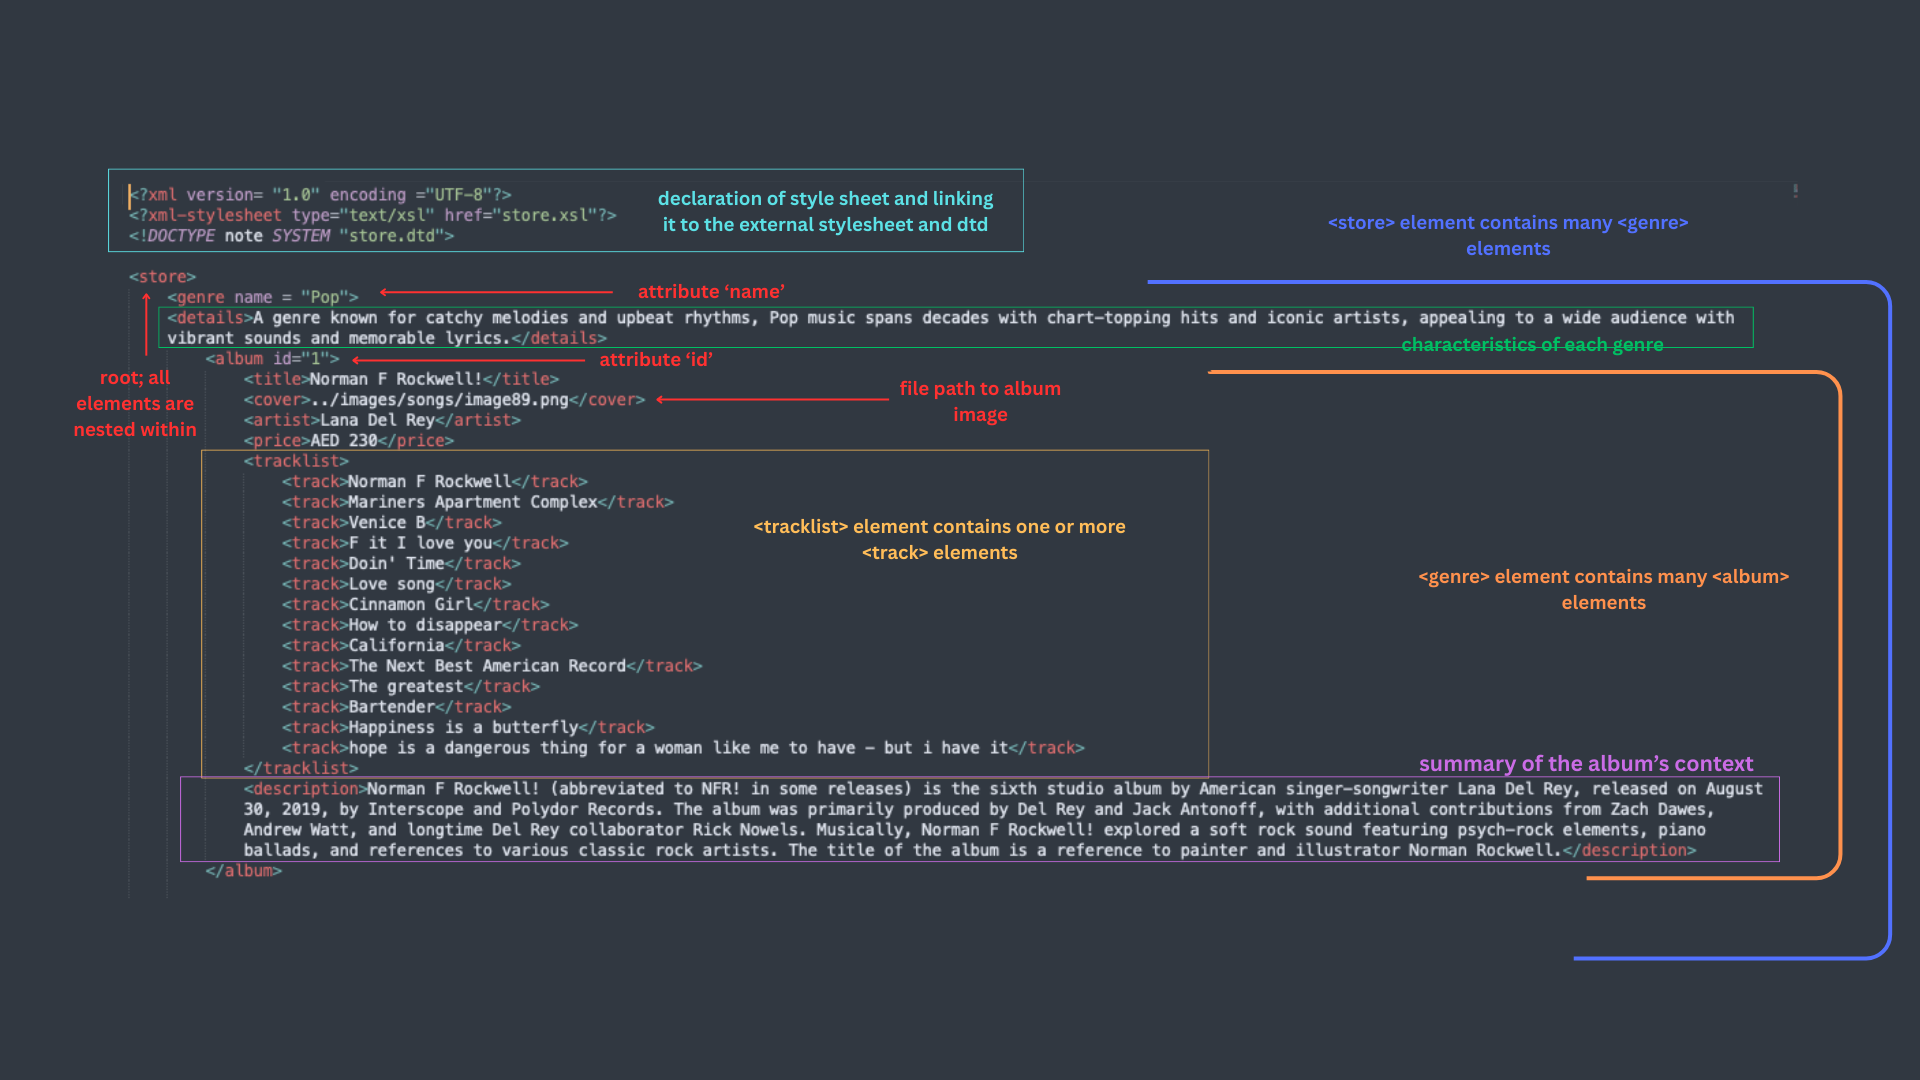 <?xml version= "1.0" encoding ="UTF-8"?>
<?xml-stylesheet type="text/xsl" href="store.xsl"?>
<!DOCTYPE note SYSTEM "store.dtd">
declaration of style sheet and linking
it to the external stylesheet and dtd
<store> element contains many <genre>
elements
<store>
<genre name = "Pop">
attribute ‘name’
<details>A genre known for catchy melodies and upbeat rhythms, Pop music spans decades with chart-topping hits and iconic artists, appealing to a wide audience with
vibrant sounds and memorable lyrics.</details>
characteristics of each genre
<album id="1">
attribute ‘id’
root; all
elements are
nested within
<title>Norman F Rockwell!</title>
<cover>../images/songs/image89.png</cover>
file path to album
image
<artist>Lana Del Rey</artist>
<price>AED 230</price>
<tracklist>
<track>Norman F Rockwell</track>
<track>Mariners Apartment Complex</track>
<track>Venice B</track>
<track>F it I love you</track>
<track>Doin' Time</track>
<track>Love song</track>
<track>Cinnamon Girl</track>
<track>How to disappear</track>
<track>California</track>
<track>The Next Best American Record</track>
<track>The greatest</track>
<track>Bartender</track>
<track>Happiness is a butterfly</track>
<track>hope is a dangerous thing for a woman like me to have – but i have it</track>
</tracklist>
<tracklist> element contains one or more
<track> elements
<genre> element contains many <album>
elements
summary of the album’s context
<description>Norman F Rockwell! (abbreviated to NFR! in some releases) is the sixth studio album by American singer-songwriter Lana Del Rey, released on August
30, 2019, by Interscope and Polydor Records. The album was primarily produced by Del Rey and Jack Antonoff, with additional contributions from Zach Dawes,
Andrew Watt, and longtime Del Rey collaborator Rick Nowels. Musically, Norman F Rockwell! explored a soft rock sound featuring psych-rock elements, piano
ballads, and references to various classic rock artists. The title of the album is a reference to painter and illustrator Norman Rockwell.</description>
</album>